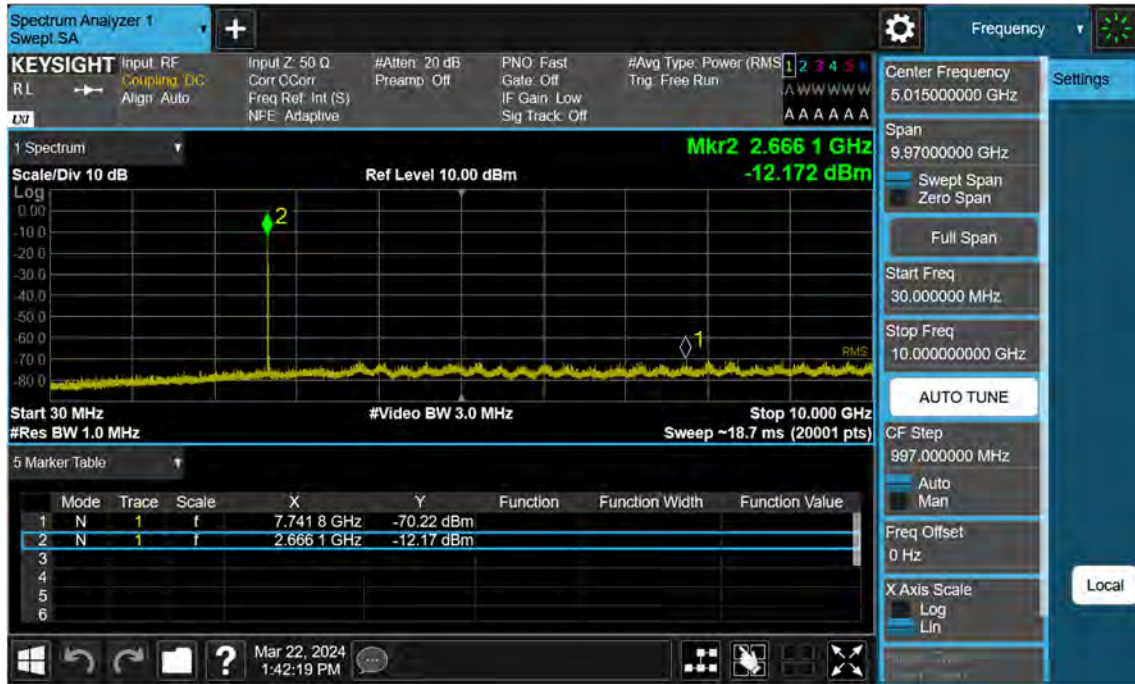 Spectrum Analyzer 1
Swept SA
Frequency
KEYSIGHT
Input: RF
Coupling: DC
Align: Auto
Input Z: 50 Ω
Corr CCorr
Freq Ref: Int (S)
NFE: Adaptive
#Atten: 20 dB
Preamp: Off
PNO: Fast
Gate: Off
IF Gain: Low
Sig Track: Off
#Avg Type: Power (RMS
Trig: Free Run
1 2 3 4 5 6
A W W W W W
A A A A A A
RL
LXI
1 Spectrum
Mkr2 2.666 1 GHz
Scale/Div 10 dB
Ref Level 10.00 dBm
-12.172 dBm
Log
0.00
-10.0
-20.0
-30.0
-40.0
-50.0
-60.0
-70.0
-80.0
2
1
RMS
Start 30 MHz
#Video BW 3.0 MHz
Stop 10.000 GHz
#Res BW 1.0 MHz
Sweep ~18.7 ms (20001 pts)
5 Marker Table
Mode Trace Scale X Y Function Function Width Function Value
1 N 1 f 7.741 8 GHz -70.22 dBm
2 N 1 f 2.666 1 GHz -12.17 dBm
3
4
5
6
Mar 22, 2024
1:42:19 PM
Center Frequency
5.015000000 GHz
Settings
Span
9.97000000 GHz
Swept Span
Zero Span
Full Span
Start Freq
30.000000 MHz
Stop Freq
10.000000000 GHz
AUTO TUNE
CF Step
997.000000 MHz
Auto
Man
Freq Offset
0 Hz
X Axis Scale
Log
Lin
Local